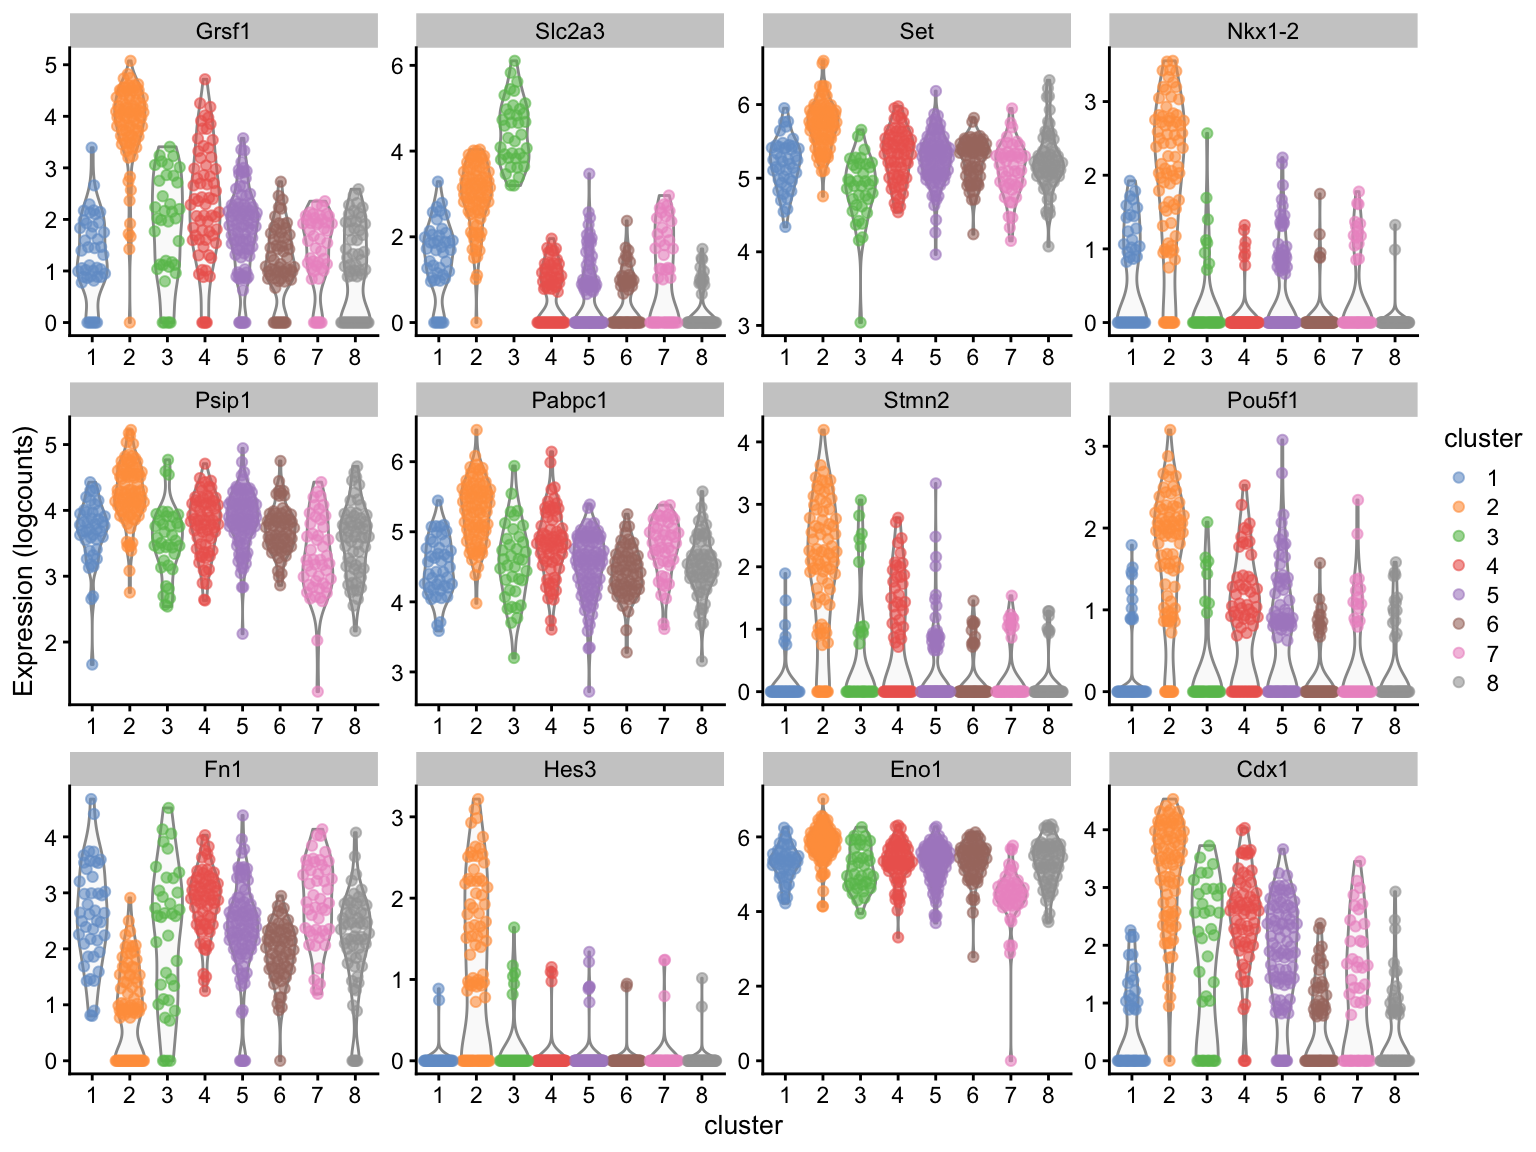 Grsf1 Slc2a3 Set Nkx1-2
5 4 3 2 1 0
6 4 2 0
6 5 4 3
3 2 1 0
1 2 3 4 5 6 7 8
1 2 3 4 5 6 7 8
1 2 3 4 5 6 7 8
1 2 3 4 5 6 7 8
Psip1 Pabpc1 Stmn2 Pou5f1
5 4 3 2
6 5 4 3
4 3 2 1 0
3 2 1 0
1 2 3 4 5 6 7 8
1 2 3 4 5 6 7 8
1 2 3 4 5 6 7 8
1 2 3 4 5 6 7 8
Fn1 Hes3 Eno1 Cdx1
4 3 2 1 0
3 2 1 0
6 4 2 0
4 3 2 1 0
1 2 3 4 5 6 7 8
1 2 3 4 5 6 7 8
1 2 3 4 5 6 7 8
1 2 3 4 5 6 7 8
Expression (logcounts)
cluster
cluster
1
2
3
4
5
6
7
8